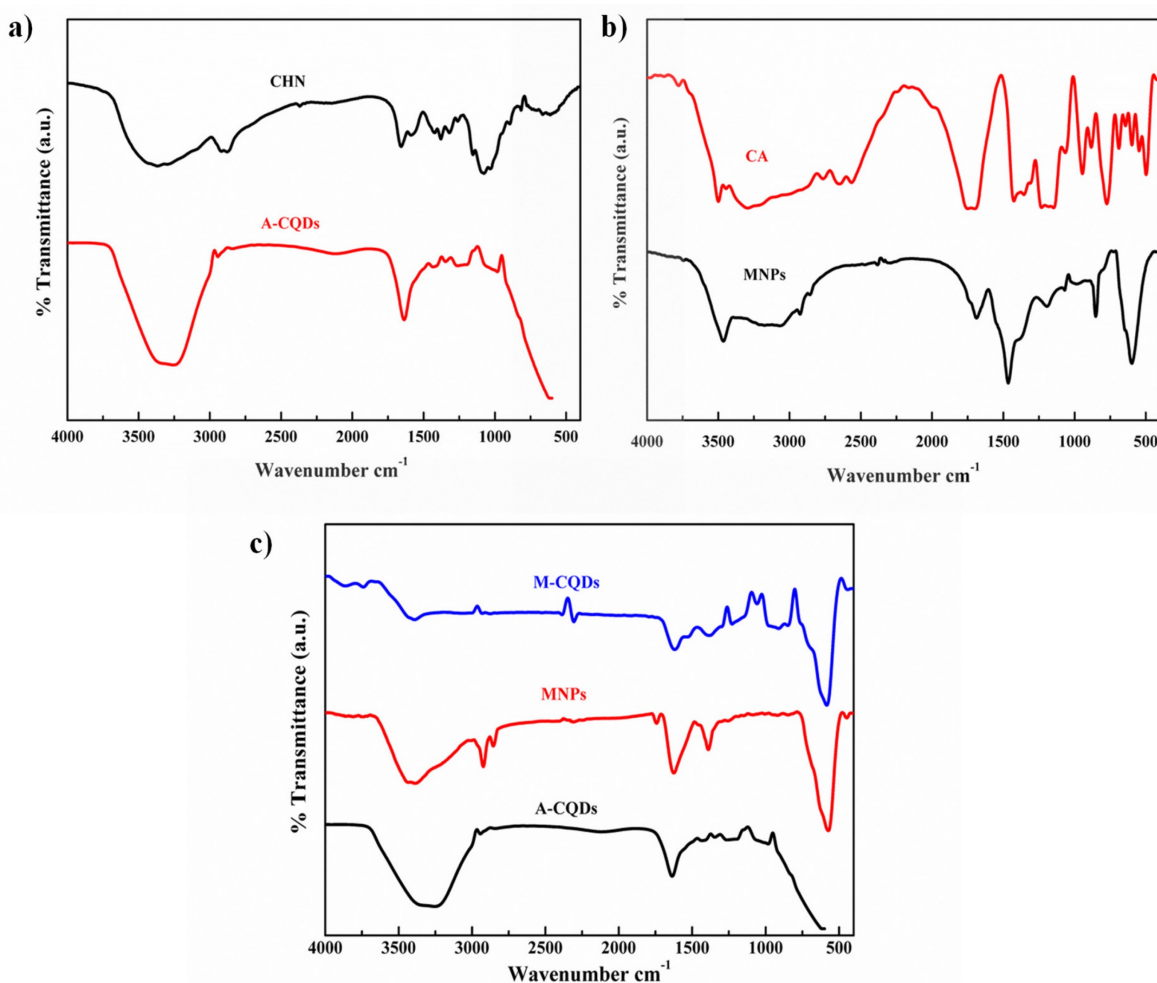 a)
CHN
A-CQDs
% Transmittance (a.u.)
4000 3500 3000 2500 2000 1500 1000 500
Wavenumber cm⁻¹
b)
CA
MNPs
% Transmittance (a.u.)
4000 3500 3000 2500 2000 1500 1000 500
Wavenumber cm⁻¹
c)
M-CQDs
MNPs
A-CQDs
% Transmittance (a.u.)
4000 3500 3000 2500 2000 1500 1000 500
Wavenumber cm⁻¹